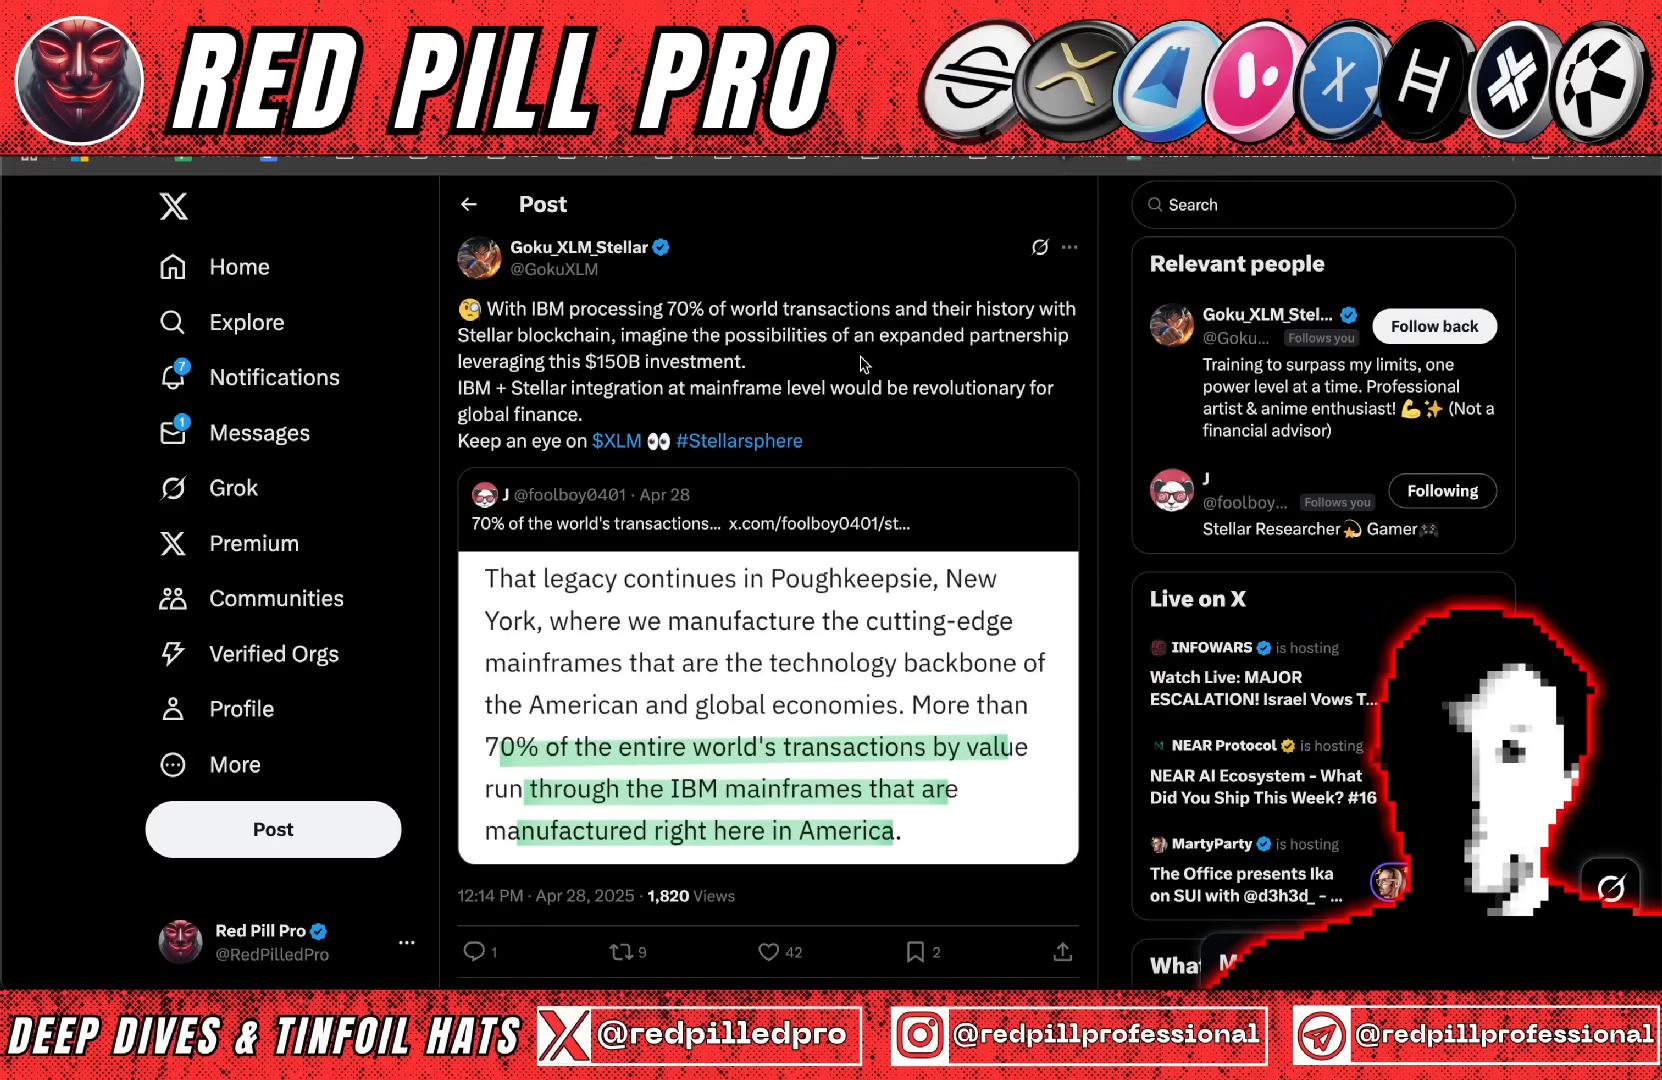 RED PILL PRO
Home
Explore
7
Notifications
1
Messages
Grok
Premium
Communities
Verified Orgs
Profile
More
Post
Red Pill Pro
@RedPilledPro
Post
Goku_XLM_Stellar
@GokuXLM
🧐 With IBM processing 70% of world transactions and their history with
Stellar blockchain, imagine the possibilities of an expanded partnership
leveraging this $150B investment.
IBM + Stellar integration at mainframe level would be revolutionary for
global finance.
Keep an eye on $XLM 👀 #Stellarsphere
J @foolboy0401 · Apr 28
70% of the world's transactions... x.com/foolboy0401/st...
That legacy continues in Poughkeepsie, New
York, where we manufacture the cutting-edge
mainframes that are the technology backbone of
the American and global economies. More than
70% of the entire world's transactions by value
run through the IBM mainframes that are
manufactured right here in America.
12:14 PM · Apr 28, 2025 · 1,820 Views
1 9 42 2
Search
Relevant people
Goku_XLM_Stel...
@Goku... Follows you
Follow back
Training to surpass my limits, one
power level at a time. Professional
artist & anime enthusiast! 💪✨ (Not a
financial advisor)
J
@foolboy... Follows you
Following
Stellar Researcher💫 Gamer🎮
Live on X
INFOWARS is hosting
Watch Live: MAJOR
ESCALATION! Israel Vows T...
NEAR Protocol is hosting
NEAR AI Ecosystem - What
Did You Ship This Week? #16
MartyParty is hosting
The Office presents Ika
on SUI with @d3h3d_ - ...
DEEP DIVES & TINFOIL HATS
@redpilledpro
@redpillprofessional
@redpillprofessional